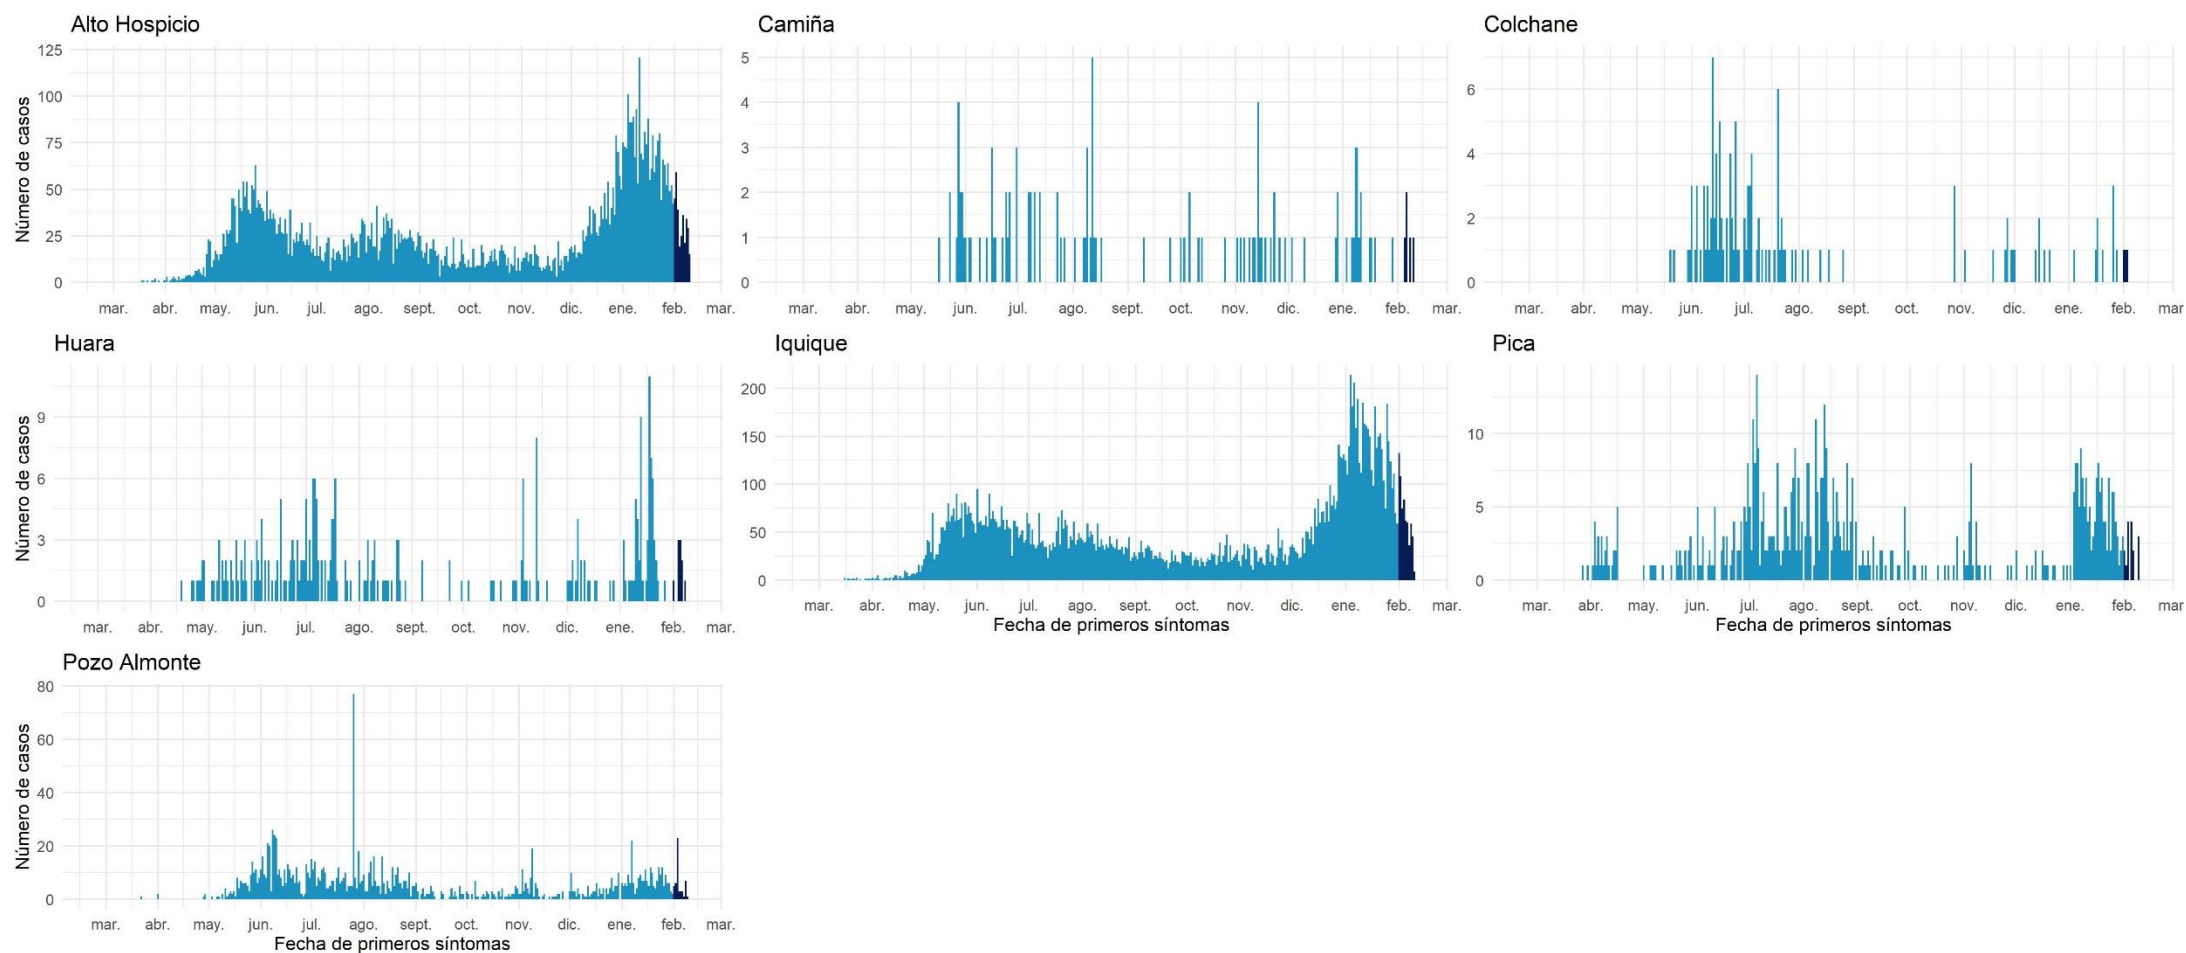 Alto Hospicio
Camiña
Colchane
Número de casos
125
100
75
50
25
0
mar. abr. may. jun. jul. ago. sept. oct. nov. dic. ene. feb. mar.
5
4
3
2
1
0
mar. abr. may. jun. jul. ago. sept. oct. nov. dic. ene. feb. mar.
6
4
2
0
mar. abr. may. jun. jul. ago. sept. oct. nov. dic. ene. feb. mar
Huara
Iquique
Pica
Número de casos
9
6
3
0
mar. abr. may. jun. jul. ago. sept. oct. nov. dic. ene. feb. mar.
200
150
100
50
0
mar. abr. may. jun. jul. ago. sept. oct. nov. dic. ene. feb. mar.
Fecha de primeros síntomas
10
5
0
mar. abr. may. jun. jul. ago. sept. oct. nov. dic. ene. feb. mar
Fecha de primeros síntomas
Pozo Almonte
Número de casos
80
60
40
20
0
mar. abr. may. jun. jul. ago. sept. oct. nov. dic. ene. feb. mar.
Fecha de primeros síntomas